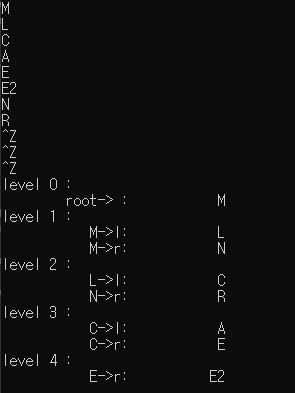 M
L
C
A
E
E2
N
R
^Z
^Z
^Z
level 0 :
root-> : M
level 1 :
M->l: L
M->r: N
level 2 :
L->l: C
N->r: R
level 3 :
C->l: A
C->r: E
level 4 :
E->r: E2